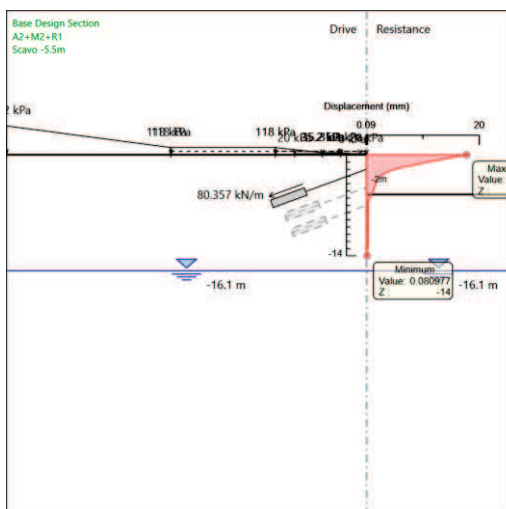 Base Design Section
A2+M2+R1
Scavo -5.5m
Drive
Resistance
Displacement (mm)
0.09
20
2 kPa
118 kPa
-2m
80.357 kN/m
Max
Value:
Z :
-14
Minimum
Value: 0.080977
Z :
-14
-16.1 m
-16.1 m